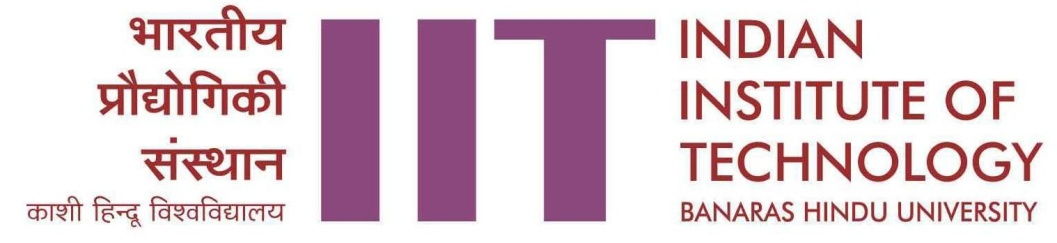 भारतीय
प्रौद्योगिकी
संस्थान
काशी हिन्दू विश्वविद्यालय
IIT
INDIAN
INSTITUTE OF
TECHNOLOGY
BANARAS HINDU UNIVERSITY